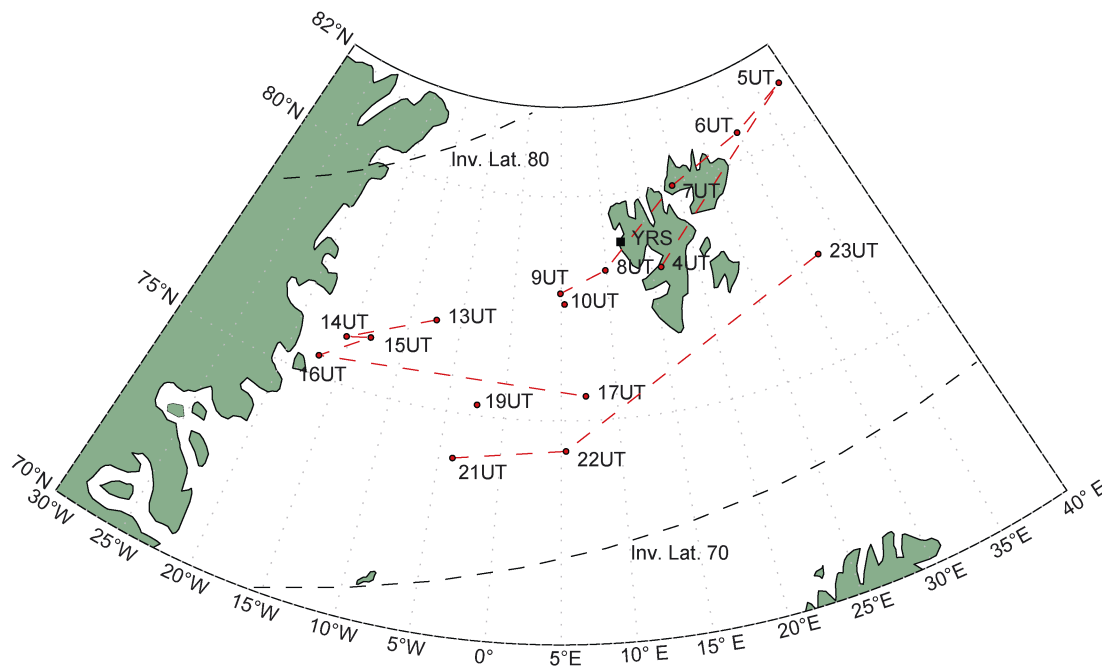 82°N
5UT
80°N
6UT
Inv. Lat. 80
7UT
YRS
23UT
8UT
4UT
9UT
10UT
75°N
14UT
13UT
15UT
16UT
17UT
19UT
21UT
22UT
70°N
30°W
40° E
25°W
35°E
Inv. Lat. 70
20°W
30°E
15°W
25°E
10°W
20°E
5°W
15° E
0°
5°E
10° E